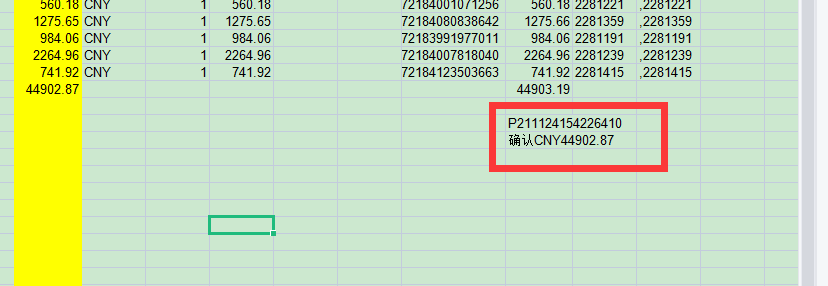 560.18 CNY 1 560.18 72184001071256 560.18 2281221 ,2281221
1275.65 CNY 1 1275.65 72184080838642 1275.66 2281359 ,2281359
984.06 CNY 1 984.06 72183991977011 984.06 2281191 ,2281191
2264.96 CNY 1 2264.96 72184007818040 2264.96 2281239 ,2281239
741.92 CNY 1 741.92 72184123503663 741.92 2281415 ,2281415
44902.87 44903.19
P211124154226410
确认CNY44902.87